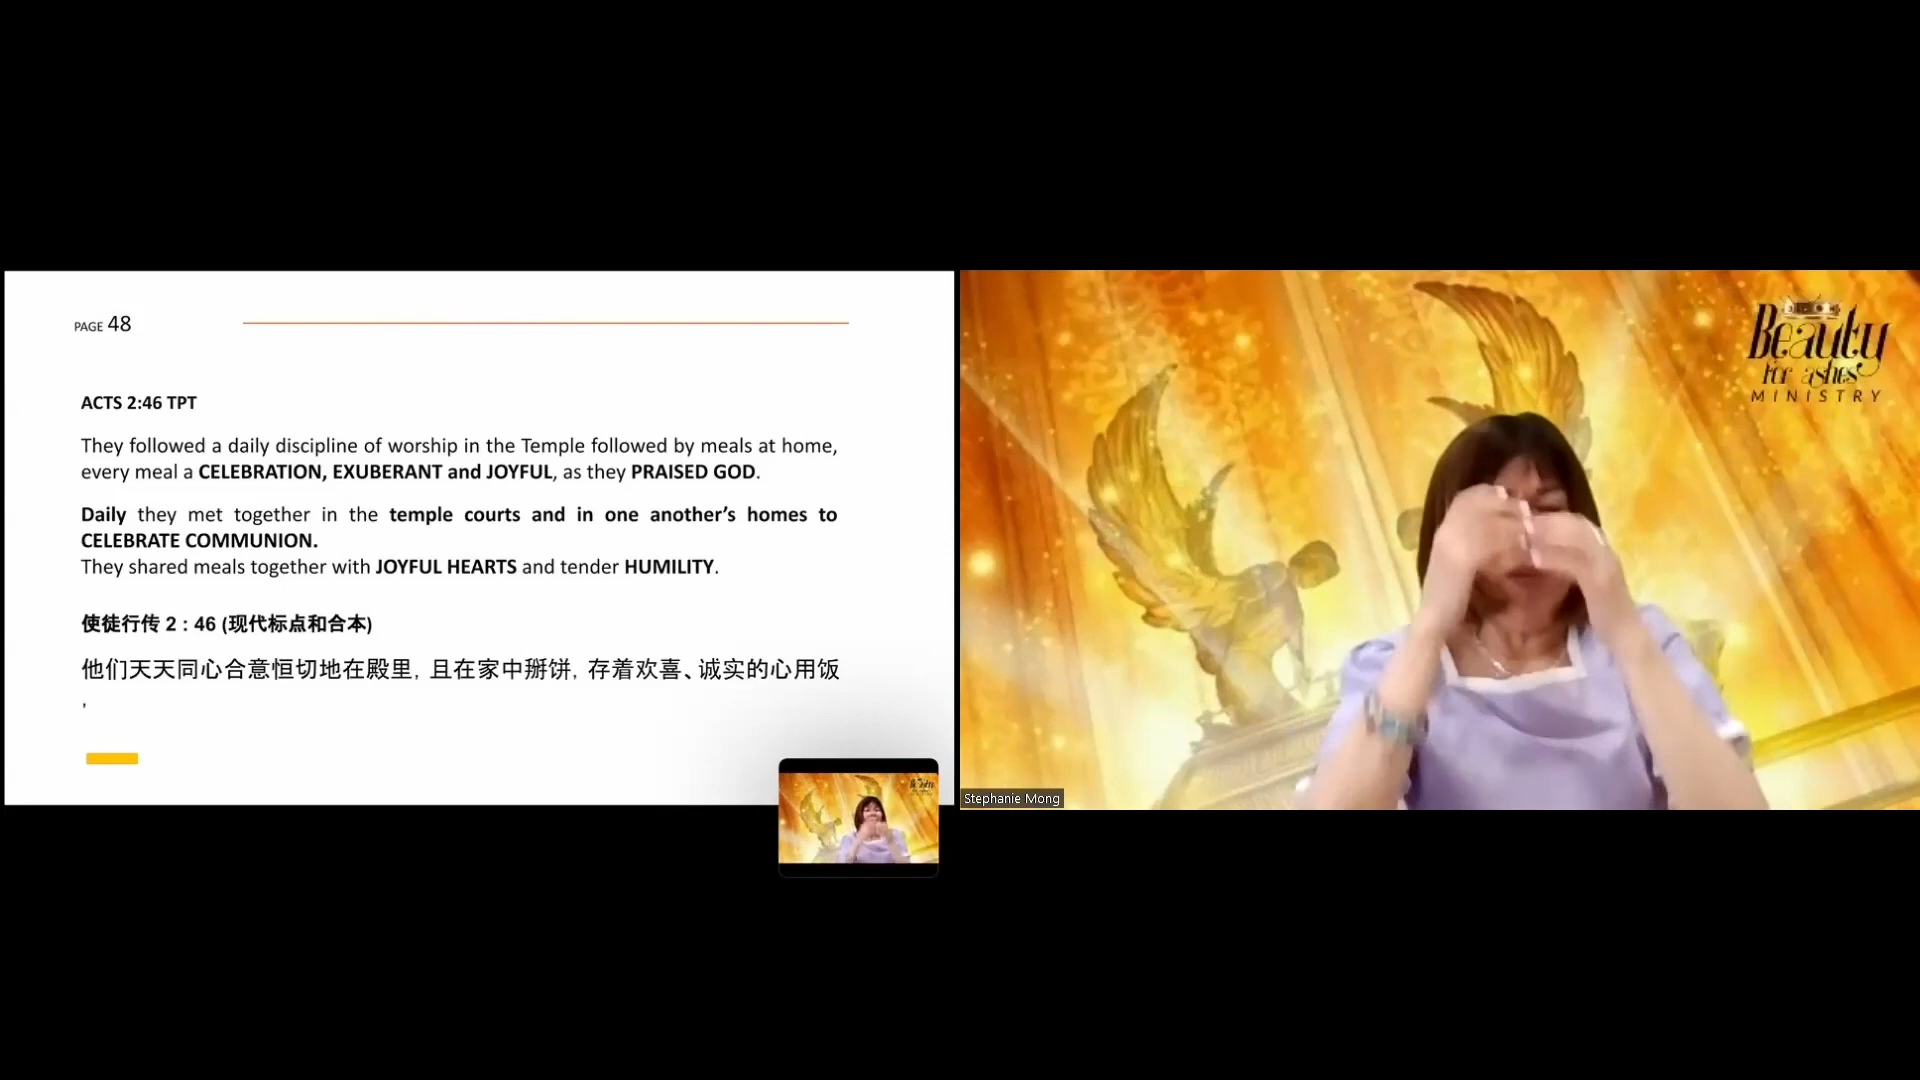 PAGE 48
ACTS 2:46 TPT
They followed a daily discipline of worship in the Temple followed by meals at home,
every meal a CELEBRATION, EXUBERANT and JOYFUL, as they PRAISED GOD.
Daily they met together in the temple courts and in one another’s homes to
CELEBRATE COMMUNION.
They shared meals together with JOYFUL HEARTS and tender HUMILITY.
使徒行传 2 : 46 (现代标点和合本)
他们天天同心合意恒切地在殿里, 且在家中掰饼, 存着欢喜、诚实的心用饭
,
Beauty
For ashes
MINISTRY
Stephanie Mong